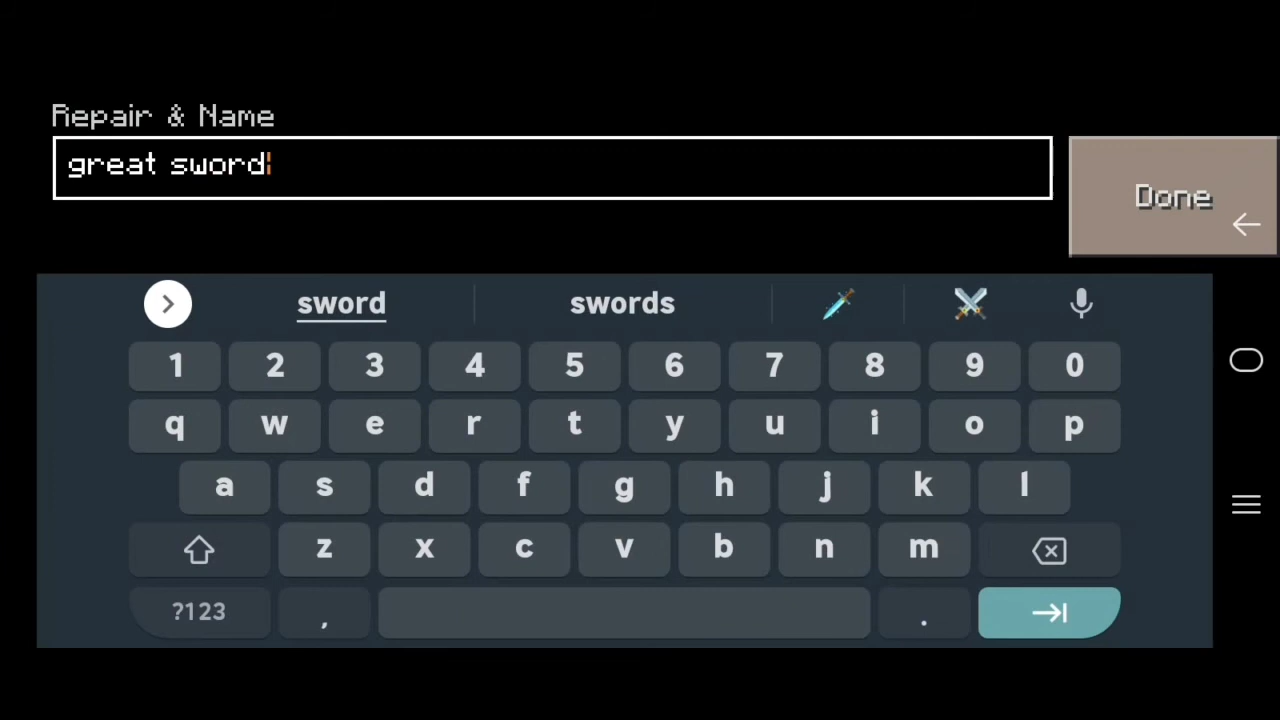 Repair & Name
great sword
Done
sword swords
1 2 3 4 5 6 7 8 9 0
q w e r t y u i o p
a s d f g h j k l
z x c v b n m
?123 , .